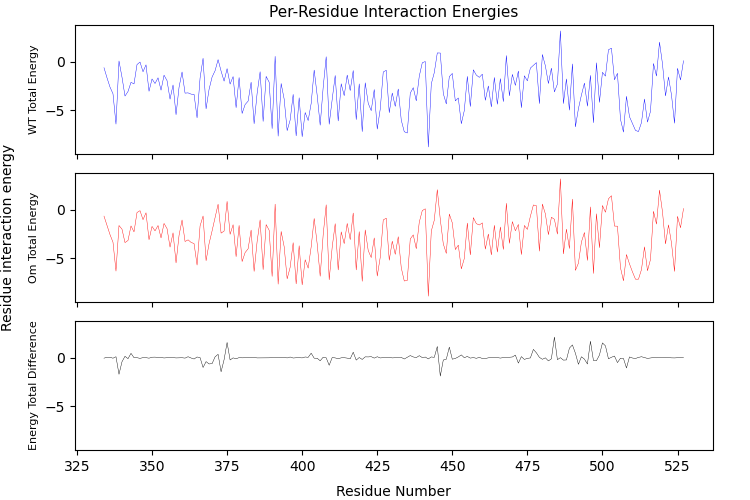 Per-Residue Interaction Energies
Residue interaction energy
WT Total Energy
0
−5
Om Total Energy
0
−5
Energy Total Difference
0
−5
325 350 375 400 425 450 475 500 525
Residue Number